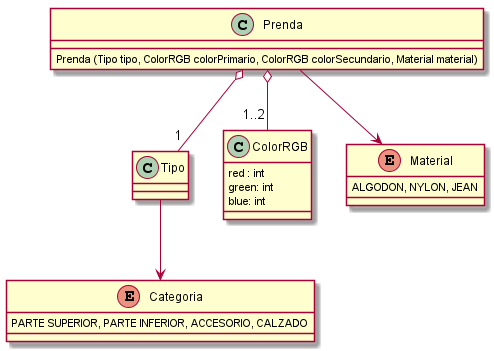 C Prenda
Prenda (Tipo tipo, ColorRGB colorPrimario, ColorRGB colorSecundario, Material material)
1
1..2
C Tipo
C ColorRGB
red : int
green: int
blue: int
E Material
ALGODON, NYLON, JEAN
E Categoria
PARTE SUPERIOR, PARTE INFERIOR, ACCESORIO, CALZADO